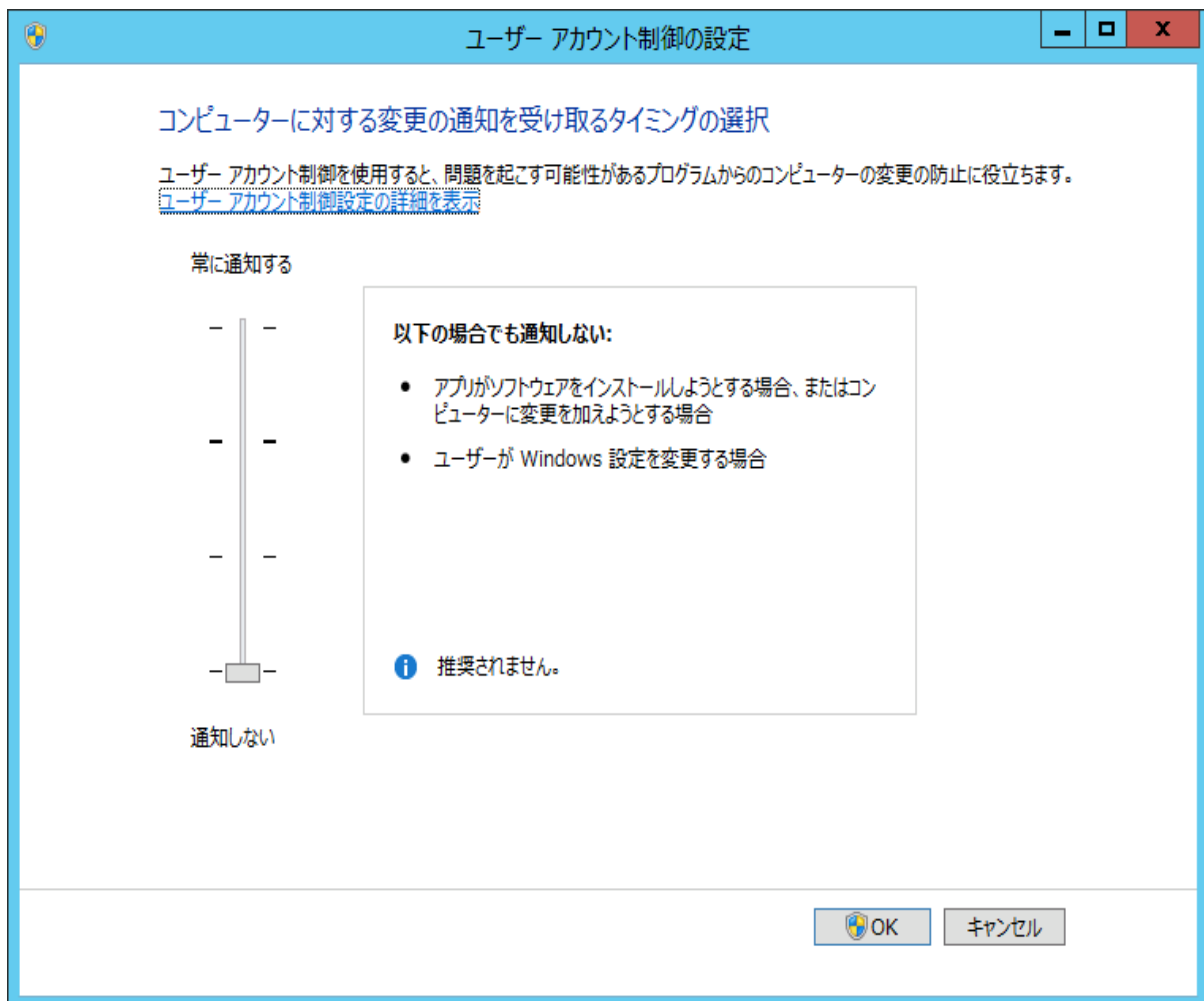 ユーザー アカウント制御の設定
コンピューターに対する変更の通知を受け取るタイミングの選択
ユーザー アカウント制御を使用すると、問題を起こす可能性があるプログラムからのコンピューターの変更の防止に役立ちます。
ユーザー アカウント制御設定の詳細を表示
常に通知する
以下の場合でも通知しない:
• アプリがソフトウェアをインストールしようとする場合、またはコン
ピューターに変更を加えようとする場合
• ユーザーが Windows 設定を変更する場合
推奨されません。
通知しない
OK キャンセル